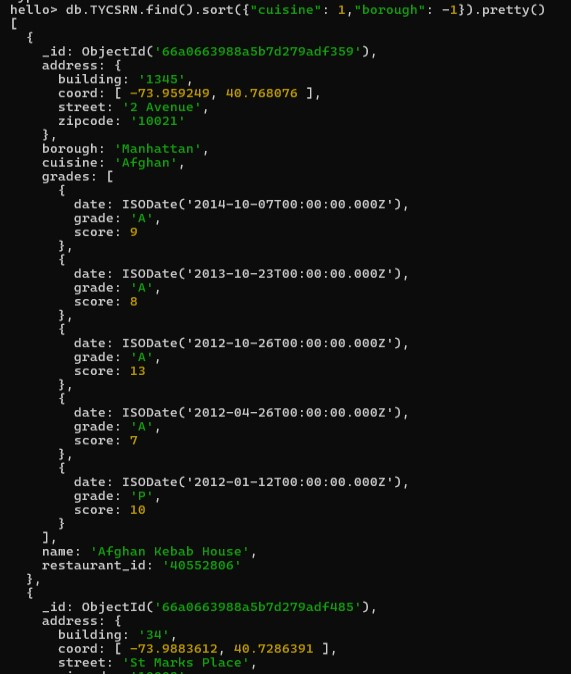 hello> db.TYCSRN.find().sort({"cuisine": 1,"borough": -1}).pretty()
[
  {
    _id: ObjectId('66a0663988a5b7d279adf359'),
    address: {
      building: '1345',
      coord: [ -73.959249, 40.768076 ],
      street: '2 Avenue',
      zipcode: '10021'
    },
    borough: 'Manhattan',
    cuisine: 'Afghan',
    grades: [
      {
        date: ISODate('2014-10-07T00:00:00.000Z'),
        grade: 'A',
        score: 9
      },
      {
        date: ISODate('2013-10-23T00:00:00.000Z'),
        grade: 'A',
        score: 8
      },
      {
        date: ISODate('2012-10-26T00:00:00.000Z'),
        grade: 'A',
        score: 13
      },
      {
        date: ISODate('2012-04-26T00:00:00.000Z'),
        grade: 'A',
        score: 7
      },
      {
        date: ISODate('2012-01-12T00:00:00.000Z'),
        grade: 'P',
        score: 10
      }
    ],
    name: 'Afghan Kebab House',
    restaurant_id: '40552806'
  },
  {
    _id: ObjectId('66a0663988a5b7d279adf485'),
    address: {
      building: '34',
      coord: [ -73.9883612, 40.7286391 ],
      street: 'St Marks Place',